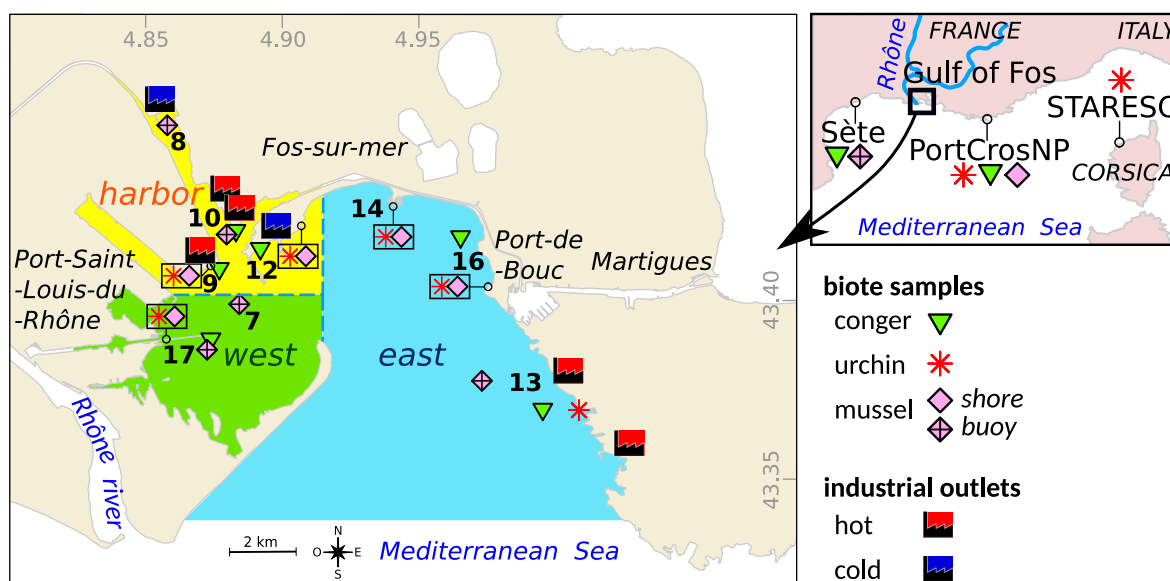 4.85 4.90 4.95
8
Fos-sur-mer
harbor
10
14
12
16
Port-de
-Bouc
Martigues
Port-Saint
-Louis-du
-Rhône
9
43.40
7
17
west
east
13
Rhône river
43.35
2 km
N
O E
S
Mediterranean Sea
Rhône
FRANCE
ITALY
Gulf of Fos
STARESO
Sète
PortCrosNP
CORSICA
Mediterranean Sea
biote samples
conger
urchin
mussel
shore
buoy
industrial outlets
hot
cold